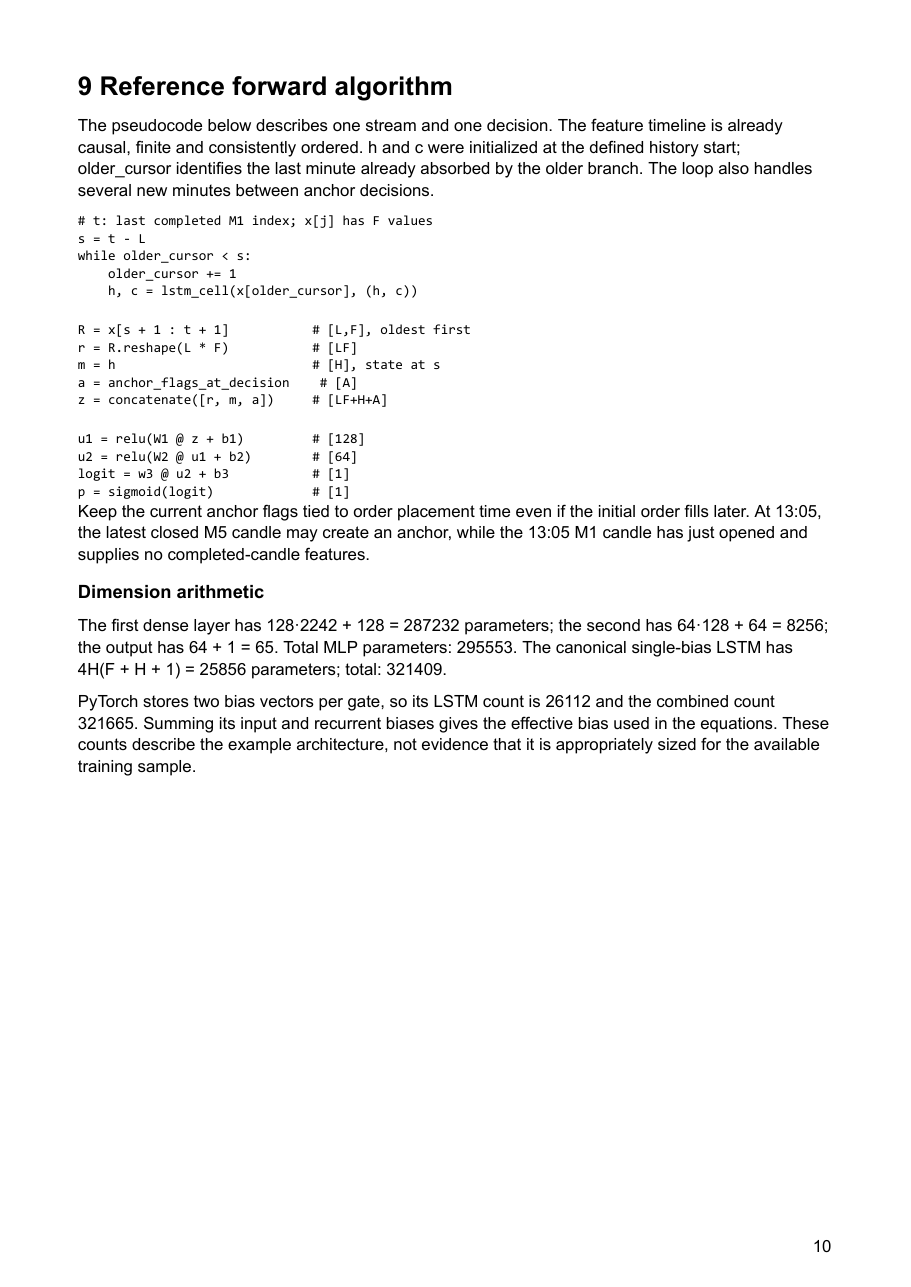 9 Reference forward algorithm
The pseudocode below describes one stream and one decision. The feature timeline is already
causal, finite and consistently ordered. h and c were initialized at the defined history start;
older_cursor identifies the last minute already absorbed by the older branch. The loop also handles
several new minutes between anchor decisions.
# t: last completed M1 index; x[j] has F values
s = t - L
while older_cursor < s:
    older_cursor += 1
    h, c = lstm_cell(x[older_cursor], (h, c))

R = x[s + 1 : t + 1]           # [L,F], oldest first
r = R.reshape(L * F)           # [LF]
m = h                          # [H], state at s
a = anchor_flags_at_decision    # [A]
z = concatenate([r, m, a])     # [LF+H+A]

u1 = relu(W1 @ z + b1)         # [128]
u2 = relu(W2 @ u1 + b2)        # [64]
logit = w3 @ u2 + b3           # [1]
p = sigmoid(logit)             # [1]
Keep the current anchor flags tied to order placement time even if the initial order fills later. At 13:05,
the latest closed M5 candle may create an anchor, while the 13:05 M1 candle has just opened and
supplies no completed-candle features.
Dimension arithmetic
The first dense layer has 128·2242 + 128 = 287232 parameters; the second has 64·128 + 64 = 8256;
the output has 64 + 1 = 65. Total MLP parameters: 295553. The canonical single-bias LSTM has
4H(F + H + 1) = 25856 parameters; total: 321409.
PyTorch stores two bias vectors per gate, so its LSTM count is 26112 and the combined count
321665. Summing its input and recurrent biases gives the effective bias used in the equations. These
counts describe the example architecture, not evidence that it is appropriately sized for the available
training sample.
10